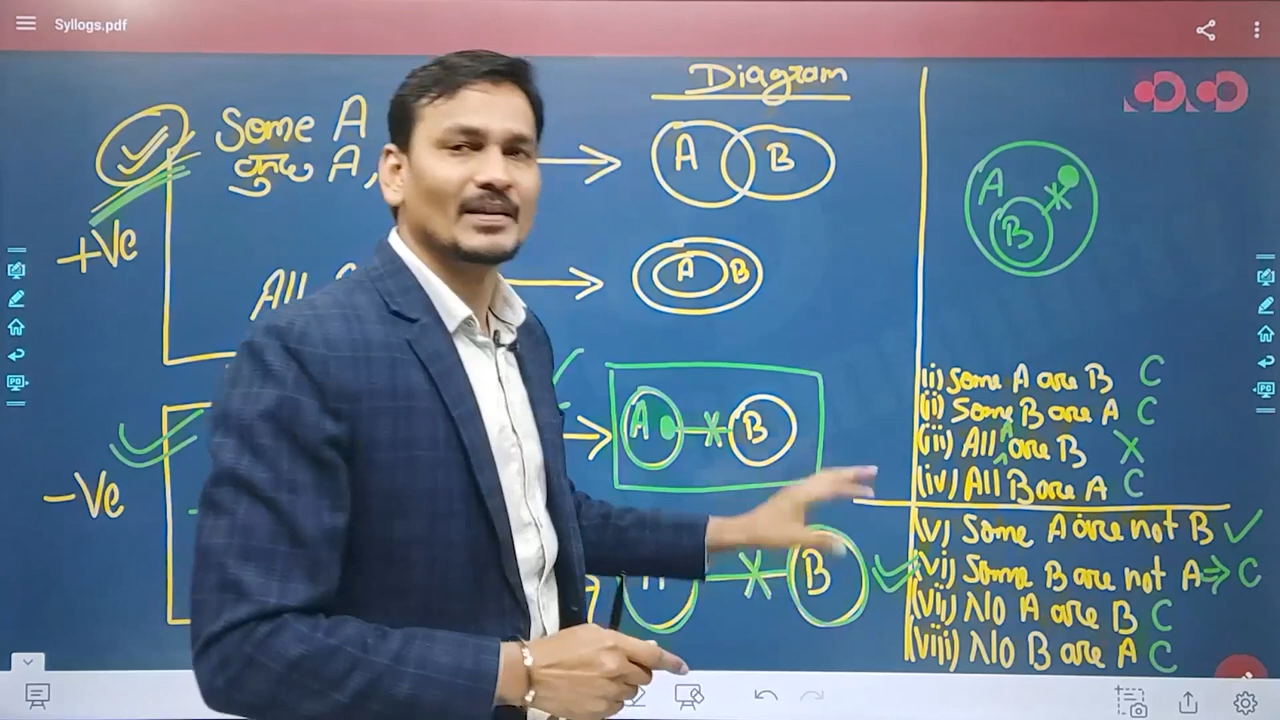 Syllogs.pdf
Diagram
Some A
कुछ A,
A B
+Ve
All
A B
A B
-Ve
B
A
B
(i) Some A are B C
(ii) Some B are A C
(iii) All A are B X
(iv) All B are A C
(v) Some A are not B ✓
(vi) Some B are not A ⇒ C
(vii) NO A are B C
(viii) NO B are A C